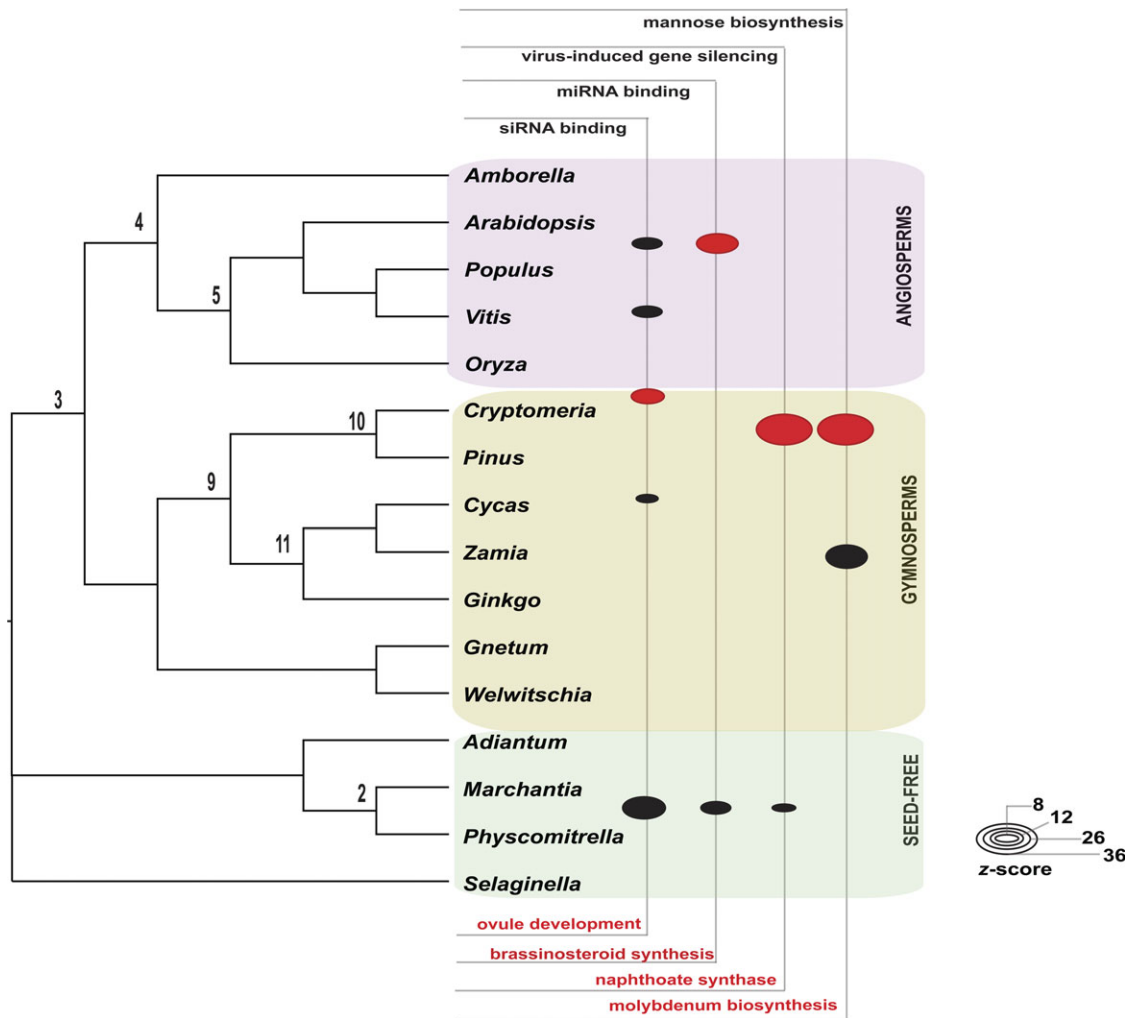 mannose biosynthesis
virus-induced gene silencing
miRNA binding
siRNA binding
Amborella
4
Arabidopsis
Populus
5
Vitis
Oryza
ANGIOSPERMS
3
Cryptomeria
10
Pinus
9
Cycas
11
Zamia
Ginkgo
Gnetum
Welwitschia
GYMNOSPERMS
Adiantum
Marchantia
2
Physcomitrella
Selaginella
SEED-FREE
8
12
26
36
z-score
ovule development
brassinosteroid synthesis
naphthoate synthase
molybdenum biosynthesis